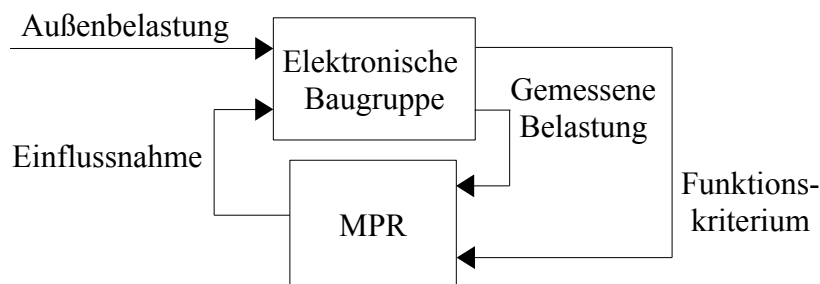 Außenbelastung
Elektronische
Baugruppe
Gemessene
Belastung
Einflussnahme
MPR
Funktions-
kriterium